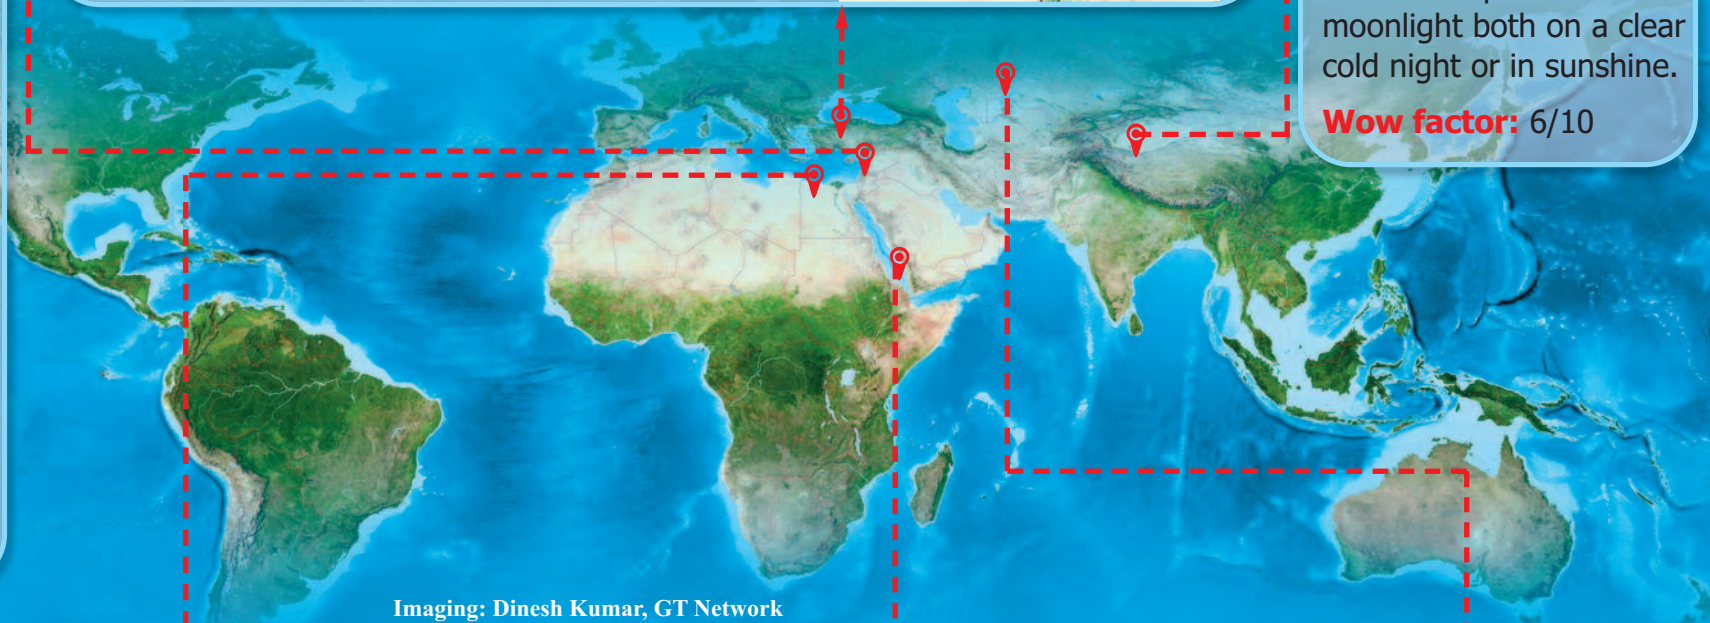 moonlight both on a clear
cold night or in sunshine.
Wow factor: 6/10
Imaging: Dinesh Kumar, GT Network